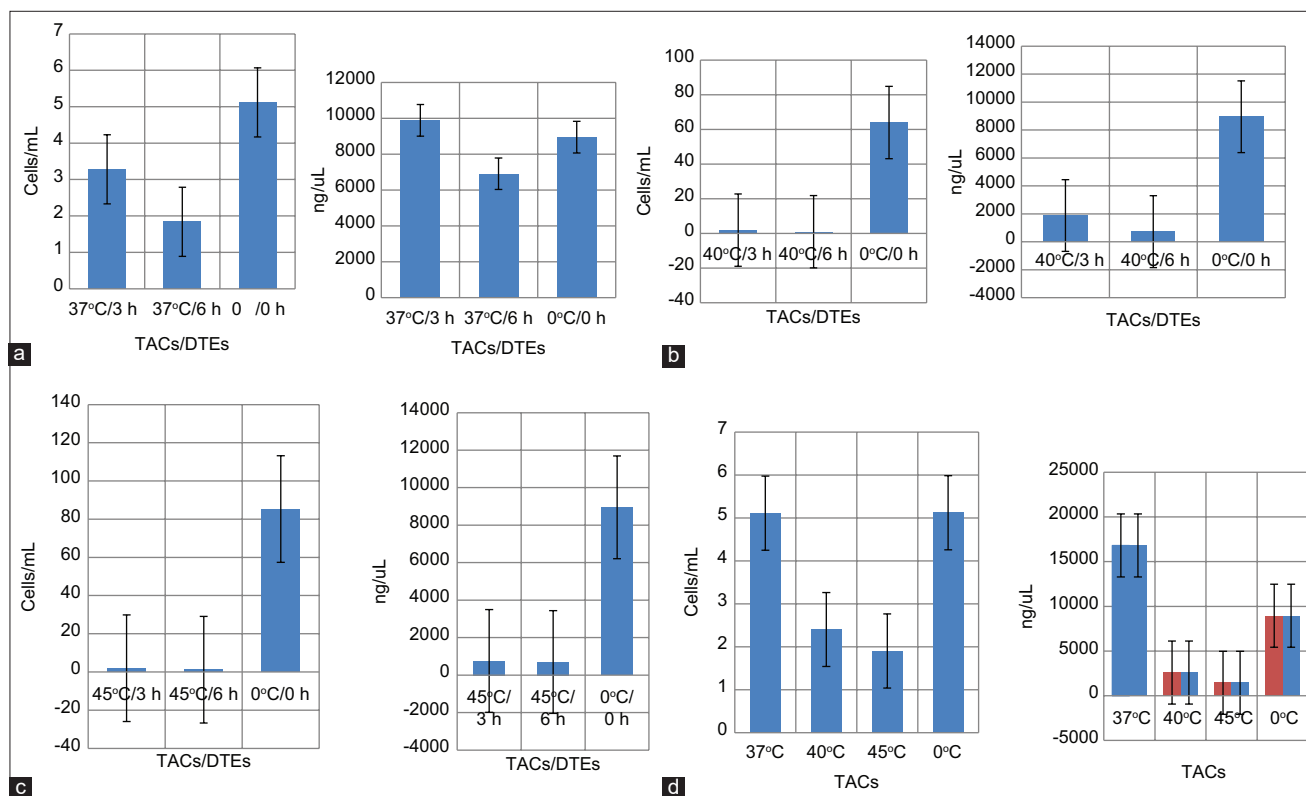 7
6
5
4
3
2
1
0
Cells/mL
37°C/3 h 37°C/6 h 0 /0 h
TACs/DTEs
a
12000
10000
8000
6000
4000
2000
0
ng/uL
37°C/3 h 37°C/6 h 0°C/0 h
TACs/DTEs
100
80
60
40
20
0
-20
-40
Cells/mL
40°C/3 h 40°C/6 h 0°C/0 h
TACs/DTEs
b
14000
12000
10000
8000
6000
4000
2000
0
-2000
-4000
ng/uL
40°C/3 h 40°C/6 h 0°C/0 h
TACs/DTEs
140
120
100
80
60
40
20
0
-20
-40
Cells/mL
45°C/3 h 45°C/6 h 0°C/0 h
TACs/DTEs
c
14000
12000
10000
8000
6000
4000
2000
0
-2000
-4000
ng/uL
45°C/ 45°C/ 0°C/
3 h 6 h 0 h
TACs/DTEs
7
6
5
4
3
2
1
0
Cells/mL
37°C 40°C 45°C 0°C
TACs
d
25000
20000
15000
10000
5000
0
-5000
ng/uL
37°C 40°C 45°C 0°C
TACs